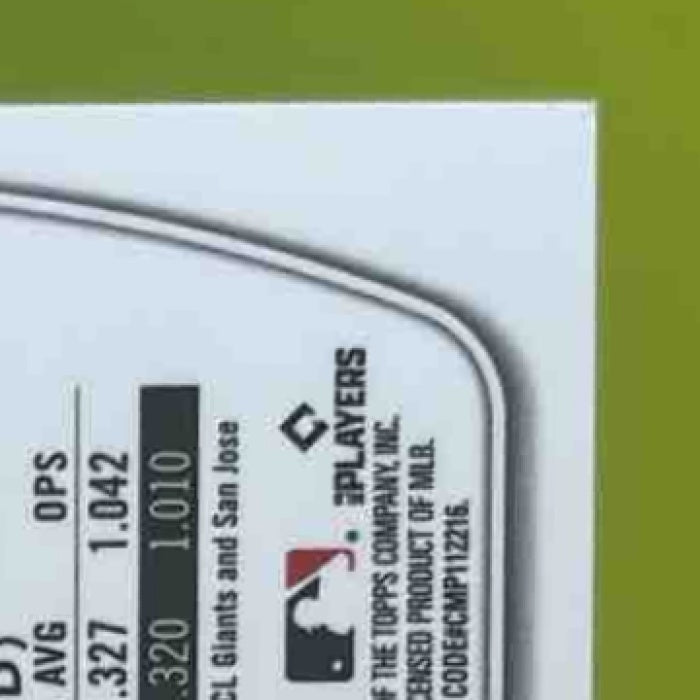 D)
AVG OPS
.327 1.042
.320 1.010
CL Giants and San Jose
PLAYERS
F THE TOPPS COMPANY, INC.
CENSED PRODUCT OF MLB.
CODE#CMP112216.